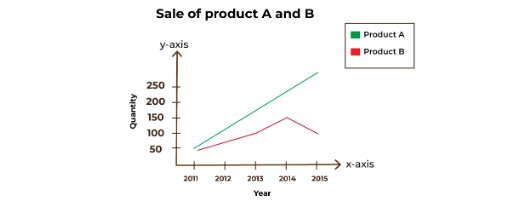 Sale of product A and B
Product A
Product B
y-axis
Quantity
250
200
150
100
50
x-axis
2011 2012 2013 2014 2015
Year